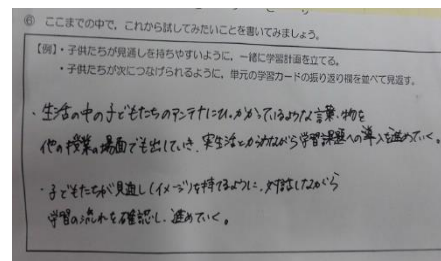 ⑥ ここまでの中で、これから試してみたいことを書いてみましょう。
【例】・子供たちが見通しを持ちやすいように、一緒に学習計画を立てる。
・子供たちが次につなげられるように、単元の学習カードの振り返り欄を並べて見返す。
・生活の中の子どもたちのアンテナにひっかかっているような言葉、物を
他の授業の場面でも出していき、実生活とからめながら学習課題への導入を進めていく。
・子どもたちが見通し(イメージ)を持てるように、対話しながら
学習の流れを確認し、進めていく。